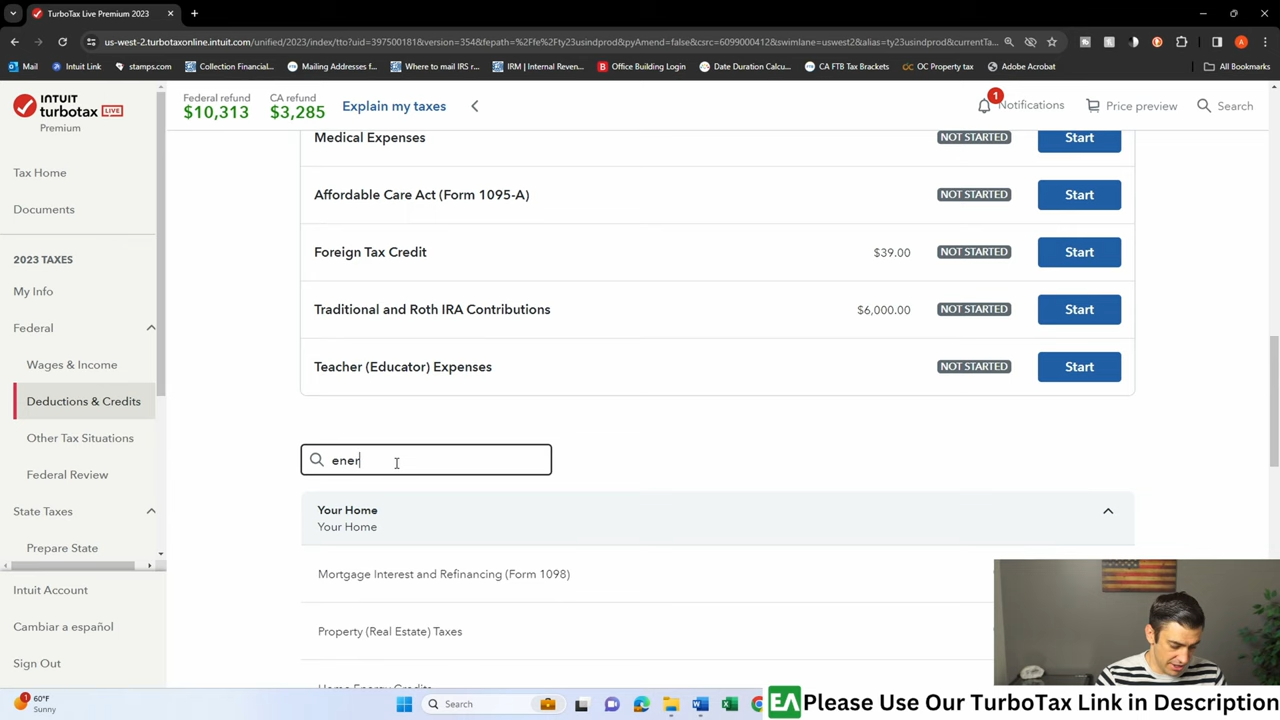 TurboTax Live Premium 2023
us-west-2.turbotaxonline.intuit.com/unified/2023/index/tto?uid=397500181&version=354&fepath=%2Ffe%2Fty23usindprod&pyAmend=false&csrc=6099000412&swimlane=uswest2&alias=ty23usindprod&currentTa...
Mail
Intuit Link
stamps.com
Collection Financial...
Mailing Addresses f...
Where to mail IRS r...
IRM | Internal Reven...
Office Building Login
Date Duration Calcu...
CA FTB Tax Brackets
OC Property tax
Adobe Acrobat
All Bookmarks
INTUIT
turbotax LIVE
Premium
Federal refund
$10,313
CA refund
$3,285
Explain my taxes
1
Notifications
Price preview
Search
Tax Home
Documents
2023 TAXES
My Info
Federal
Wages & Income
Deductions & Credits
Other Tax Situations
Federal Review
State Taxes
Prepare State
Intuit Account
Cambiar a español
Sign Out
Medical Expenses NOT STARTED Start
Affordable Care Act (Form 1095-A) NOT STARTED Start
Foreign Tax Credit $39.00 NOT STARTED Start
Traditional and Roth IRA Contributions $6,000.00 NOT STARTED Start
Teacher (Educator) Expenses NOT STARTED Start
ener
Your Home
Your Home
Mortgage Interest and Refinancing (Form 1098)
Property (Real Estate) Taxes
Home Energy Credits
1
60°F
Sunny
Search
EA Please Use Our TurboTax Link in Description